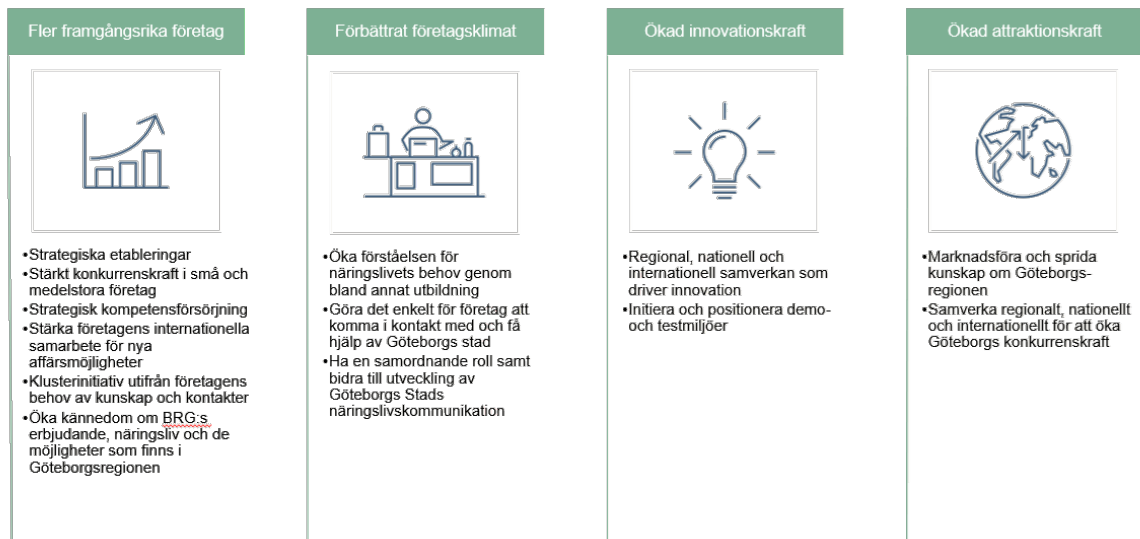 Fler framgångsrika företag
•Strategiska etableringar
•Stärkt konkurrenskraft i små och
medelstora företag
•Strategisk kompetensförsörjning
•Stärka företagens internationella
samarbete för nya
affärsmöjligheter
•Klusterinitiativ utifrån företagens
behov av kunskap och kontakter
•Öka kännedom om BRG:s
erbjudande, näringsliv och de
möjligheter som finns i
Göteborgsregionen
Förbättrat företagsklimat
•Öka förståelsen för
näringslivets behov genom
bland annat utbildning
•Göra det enkelt för företag att
komma i kontakt med och få
hjälp av Göteborgs stad
•Ha en samordnande roll samt
bidra till utveckling av
Göteborgs Stads
näringslivskommunikation
Ökad innovationskraft
•Regional, nationell och
internationell samverkan som
driver innovation
•Initiera och positionera demo-
och testmiljöer
Ökad attraktionskraft
•Marknadsföra och sprida
kunskap om Göteborgs-
regionen
•Samverka regionalt, nationellt
och internationellt för att öka
Göteborgs konkurrenskraft